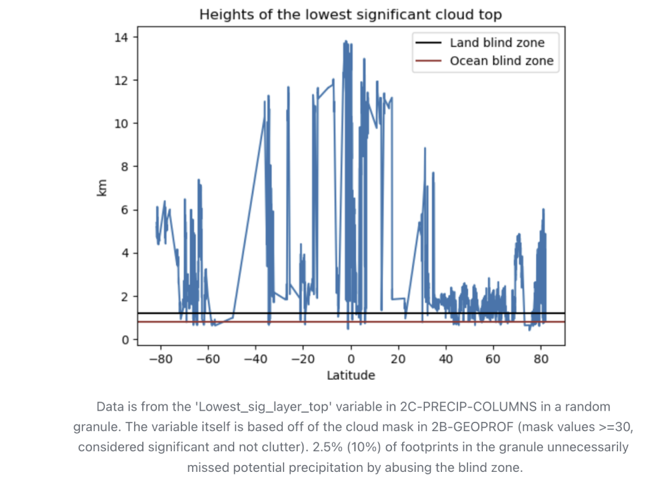 Heights of the lowest significant cloud top
Land blind zone
Ocean blind zone
14
12
10
8
6
4
2
0
km
−80 −60 −40 −20 0 20 40 60 80
Latitude
Data is from the 'Lowest_sig_layer_top' variable in 2C-PRECIP-COLUMNS in a random
granule. The variable itself is based off of the cloud mask in 2B-GEOPROF (mask values >=30,
considered significant and not clutter). 2.5% (10%) of footprints in the granule unnecessarily
missed potential precipitation by abusing the blind zone.